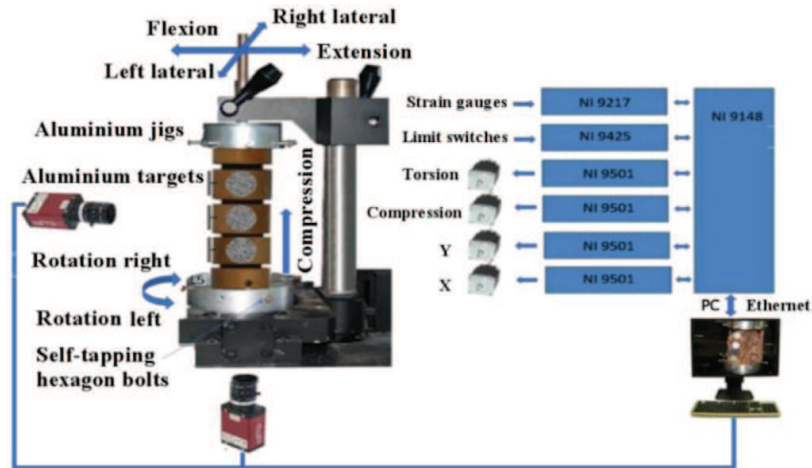 Right lateral
Flexion
Extension
Left lateral
Aluminium jigs
Aluminium targets
Compression
Rotation right
Rotation left
Self-tapping
hexagon bolts
Strain gauges
NI 9217
NI 9148
Limit switches
NI 9425
Torsion
NI 9501
Compression
NI 9501
Y
NI 9501
X
NI 9501
PC
Ethernet